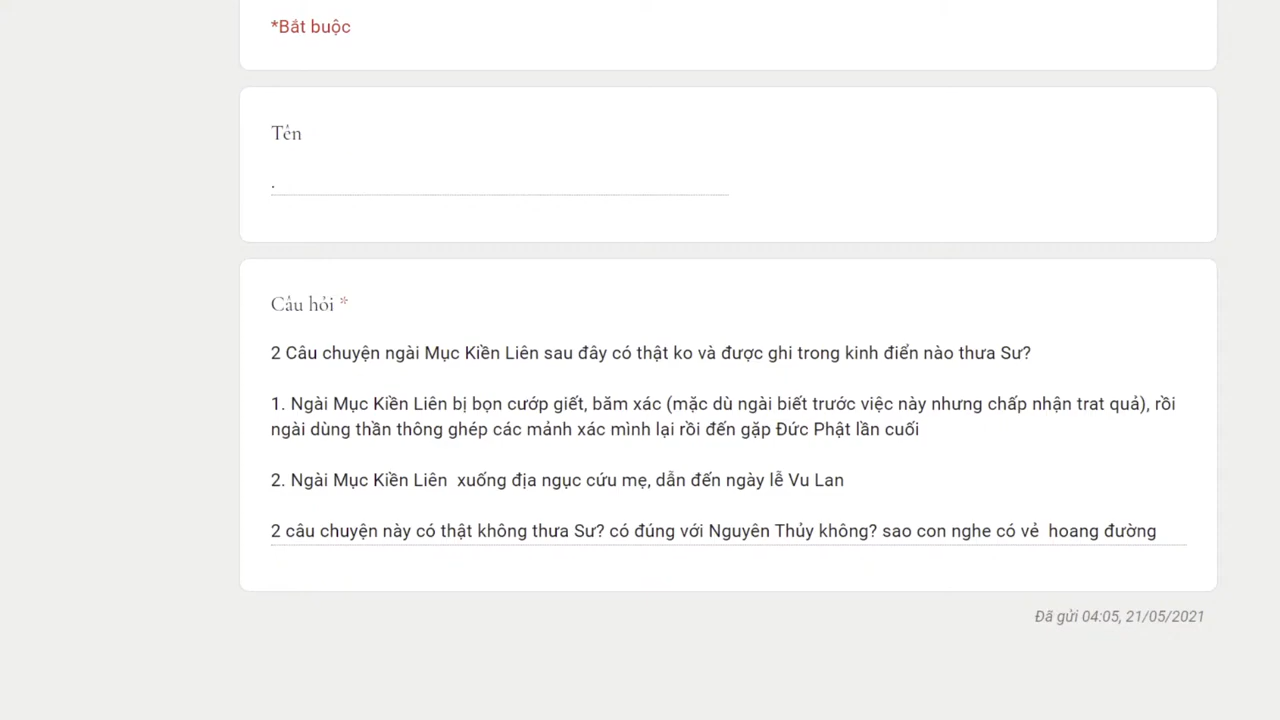 *Bắt buộc
Tên
.
Câu hỏi *
2 Câu chuyện ngài Mục Kiền Liên sau đây có thật ko và được ghi trong kinh điển nào thưa Sư?
1. Ngài Mục Kiền Liên bị bọn cướp giết, băm xác (mặc dù ngài biết trước việc này nhưng chấp nhận trat quả), rồi
ngài dùng thần thông ghép các mảnh xác mình lại rồi đến gặp Đức Phật lần cuối
2. Ngài Mục Kiền Liên  xuống địa ngục cứu mẹ, dẫn đến ngày lễ Vu Lan
2 câu chuyện này có thật không thưa Sư? có đúng với Nguyên Thủy không? sao con nghe có vẻ  hoang đường
Đã gửi 04:05, 21/05/2021